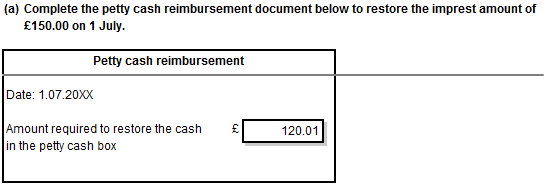 (a) Complete the petty cash reimbursement document below to restore the imprest amount of
£150.00 on 1 July.
Petty cash reimbursement
Date: 1.07.20XX
Amount required to restore the cash £ 120.01
in the petty cash box